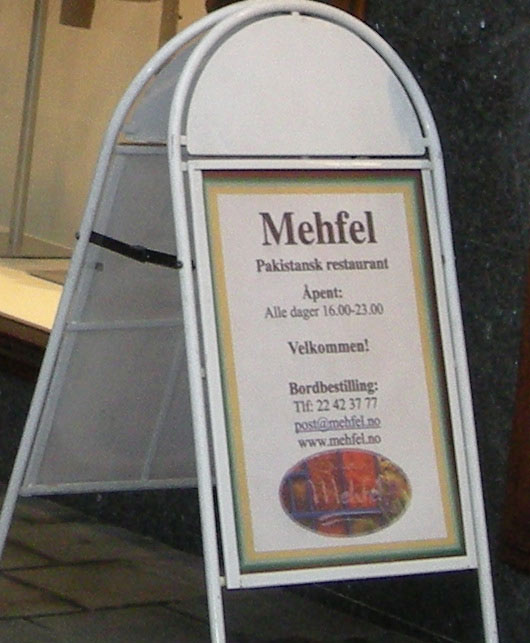 Mehfel
Pakistansk restaurant
Åpent:
Alle dager 16.00-23.00
Velkommen!
Bordbestilling:
Tlf: 22 42 37 77
post@mehfel.no
www.mehfel.no
Mehfel